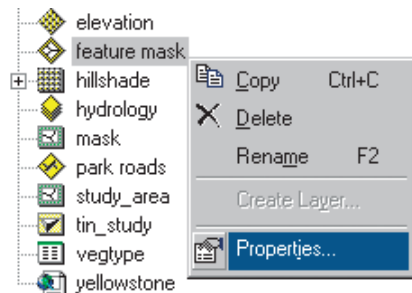 elevation
feature mask
hillshade
hydrology
mask
park roads
study_area
tin_study
vegtype
yellowstone
Copy Ctrl+C
Delete
Rename F2
Create Layer...
Properties...